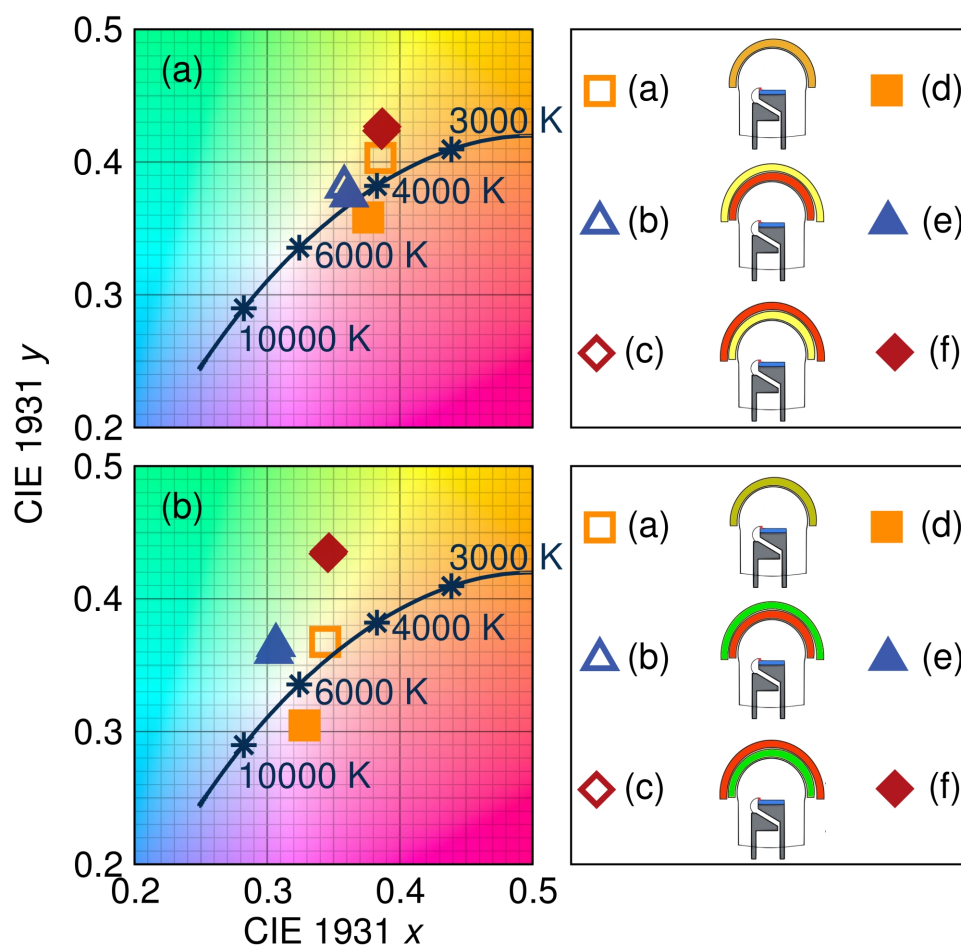 0.5
(a)
3000 K
0.4
4000 K
6000 K
0.3
10000 K
0.2
CIE 1931 y
(a)
(d)
(b)
(e)
(c)
(f)
0.5
(b)
3000 K
0.4
4000 K
6000 K
0.3
10000 K
0.2
0.2
0.3
0.4
0.5
CIE 1931 x
(a)
(d)
(b)
(e)
(c)
(f)